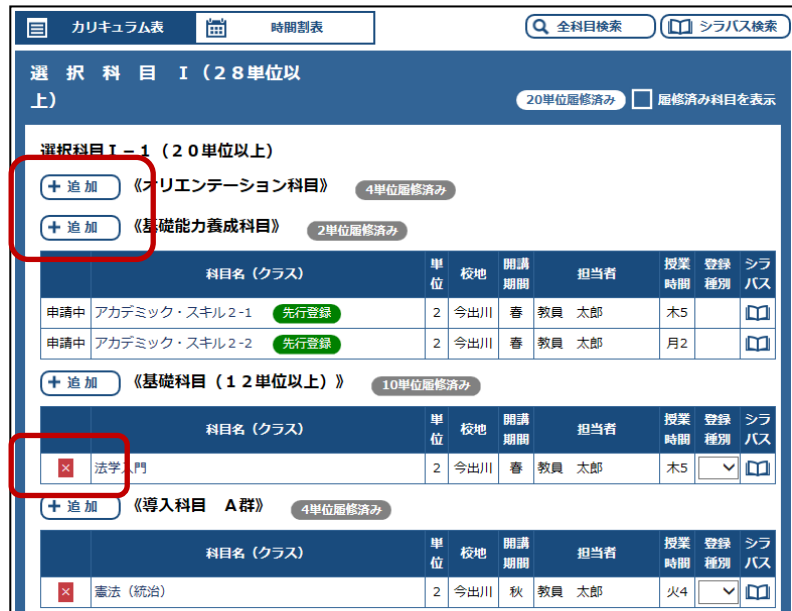 カリキュラム表 時間割表 全科目検索 シラバス検索
選 択 科 目 Ⅰ（２８単位以
上）
20単位履修済み 履修済み科目を表示
選択科目Ⅰ－１（２０単位以上）
＋ 追 加 《オリエンテーション科目》 4単位履修済み
＋ 追 加 《基礎能力養成科目》 2単位履修済み
科目名（クラス） 単位 校地 開講期間 担当者 授業時間 登録種別 シラバス
申請中 アカデミック・スキル２-1 先行登録 2 今出川 春 教員 太郎 木5
申請中 アカデミック・スキル２-2 先行登録 2 今出川 春 教員 太郎 月2
＋ 追 加 《基礎科目（１２単位以上）》 10単位履修済み
科目名（クラス） 単位 校地 開講期間 担当者 授業時間 登録種別 シラバス
× 法学入門 2 今出川 春 教員 太郎 木5
＋ 追 加 《導入科目 Ａ群》 4単位履修済み
科目名（クラス） 単位 校地 開講期間 担当者 授業時間 登録種別 シラバス
× 憲法（統治） 2 今出川 秋 教員 太郎 火4